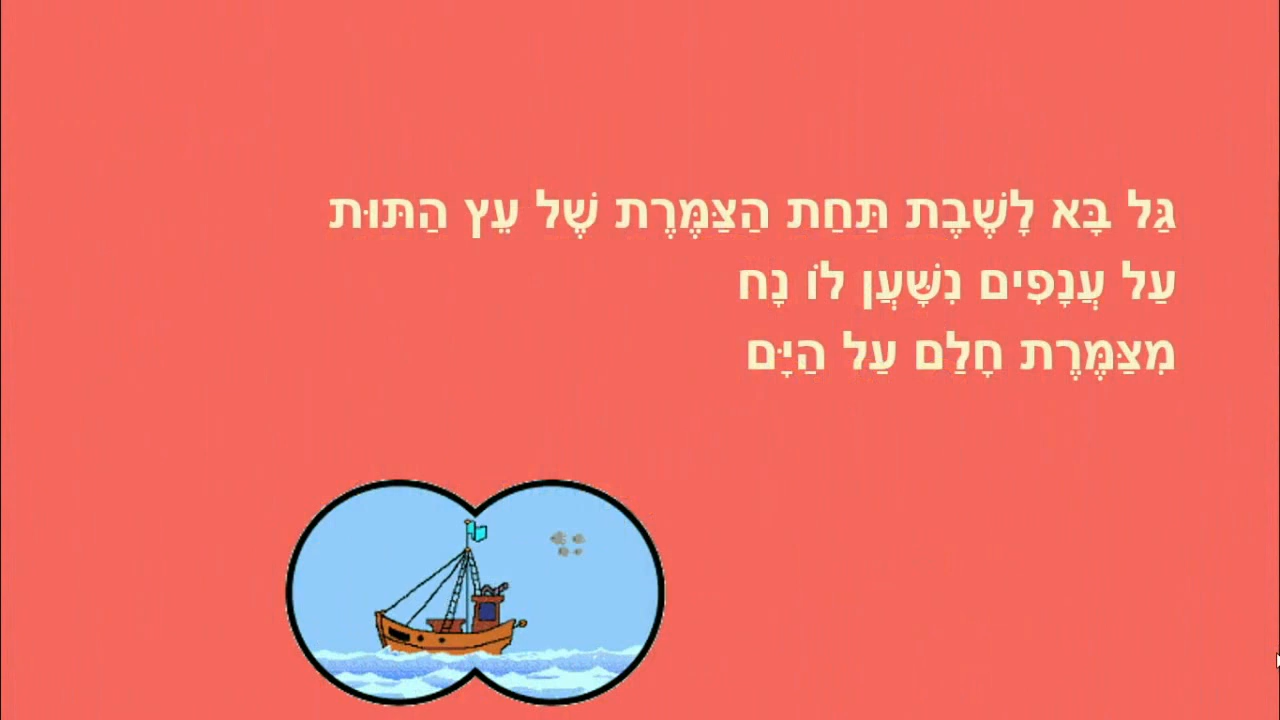 גַּל בָּא לָשֶׁבֶת תַּחַת הַצַּמֶּרֶת שֶׁל עֵץ הַתּוּת
עַל עֲנָפִים נִשָּׁעֲן לוֹ נָח
מִצַּמֶּרֶת חָלַם עַל הַיָּם